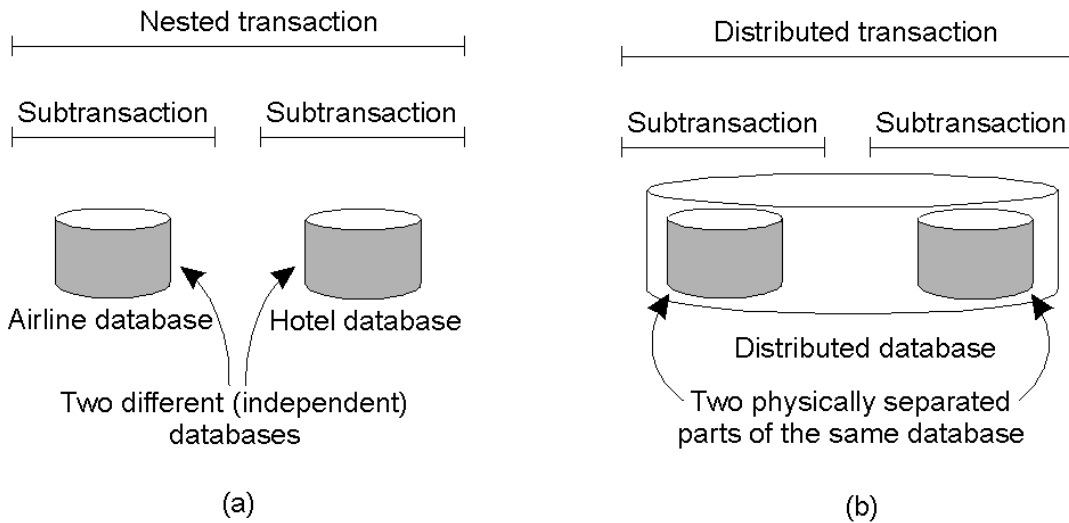 Nested transaction
Subtransaction
Subtransaction
Airline database
Hotel database
Two different (independent)
databases
(a)
Distributed transaction
Subtransaction
Subtransaction
Distributed database
Two physically separated
parts of the same database
(b)